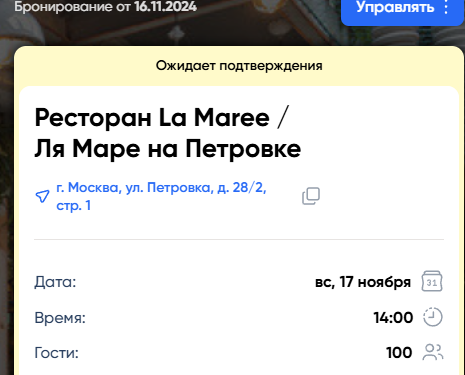 Бронирование от 16.11.2024
Управлять
Ожидает подтверждения
Ресторан La Maree /
Ля Маре на Петровке
г. Москва, ул. Петровка, д. 28/2,
стр. 1
Дата:
вс, 17 ноября
31
Время:
14:00
Гости:
100